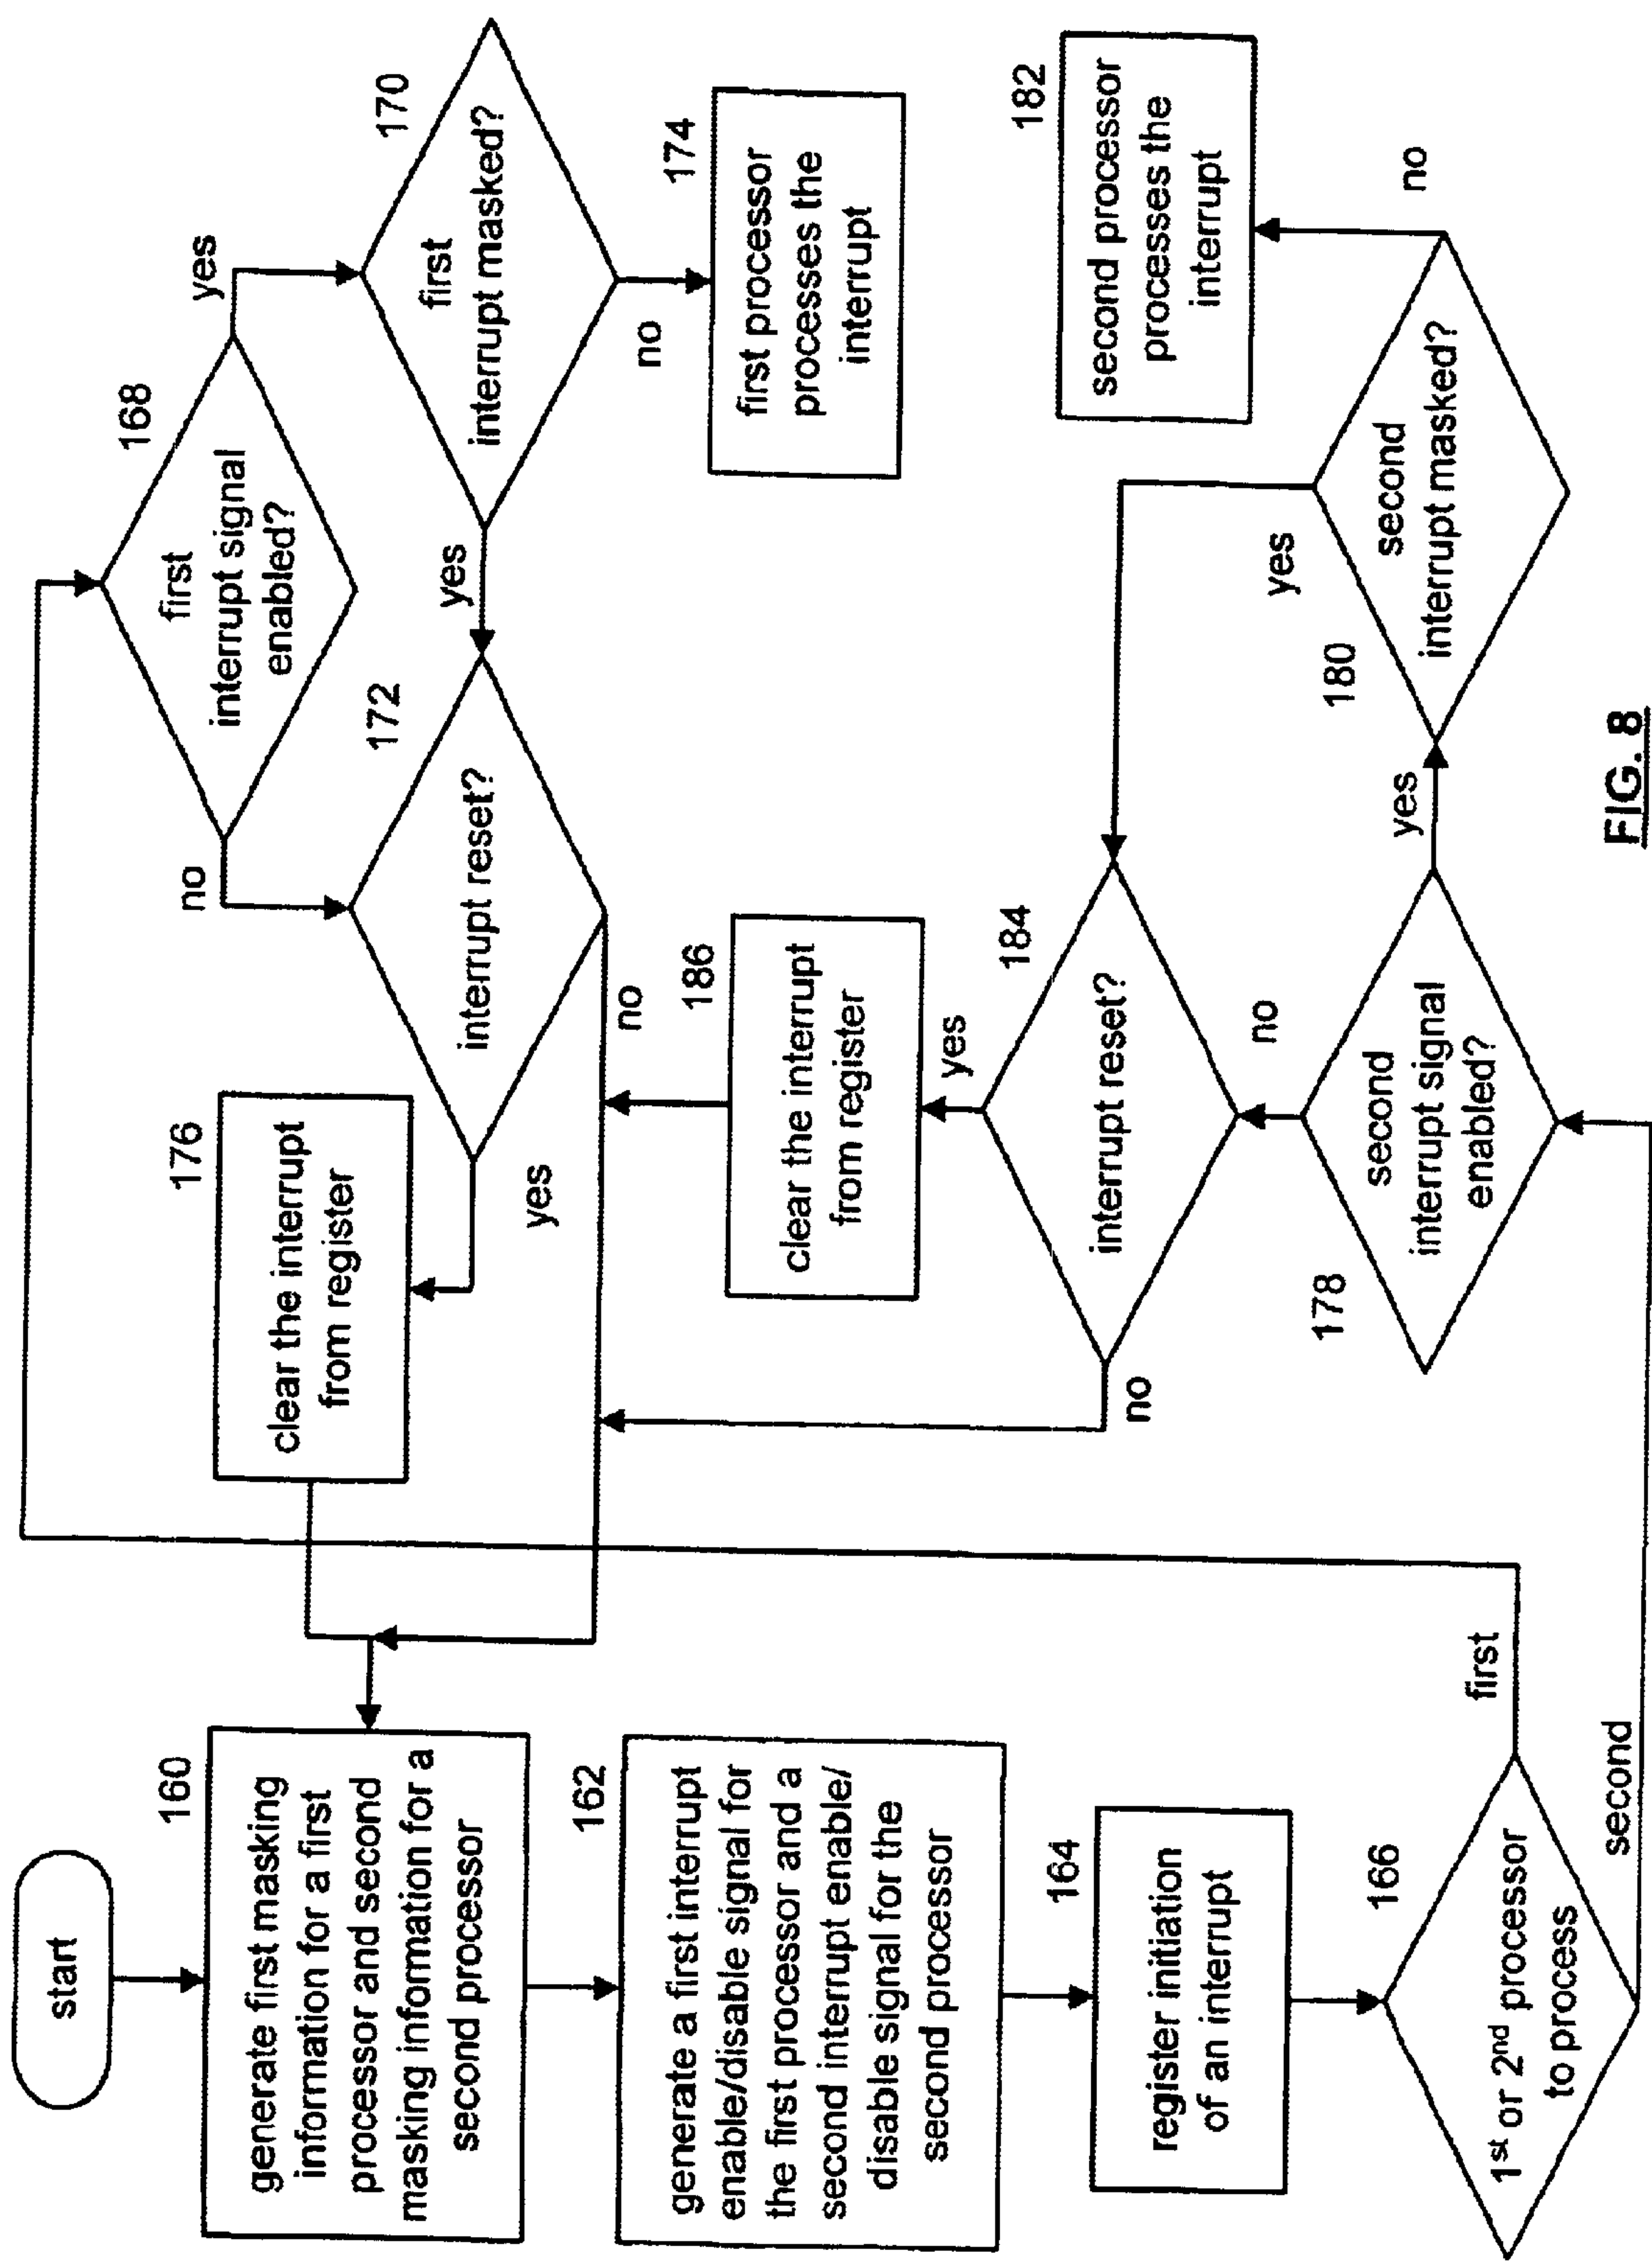 start
160
generate first masking
information for a first
processor and second
masking information for a
second processor
162
generate a first interrupt
enable/disable signal for
the first processor and a
second interrupt enable/
disable signal for the
second processor
164
register initiation
of an interrupt
166
1st or 2nd processor
to process
first
second
168
first
interrupt signal
enabled?
yes
no
170
first
interrupt masked?
yes
no
172
interrupt reset?
yes
no
174
first processor
processes the
interrupt
176
clear the interrupt
from register
178
second
interrupt signal
enabled?
yes
no
180
second
interrupt masked?
yes
no
182
second processor
processes the
interrupt
184
interrupt reset?
yes
no
186
clear the interrupt
from register
FIG. 8